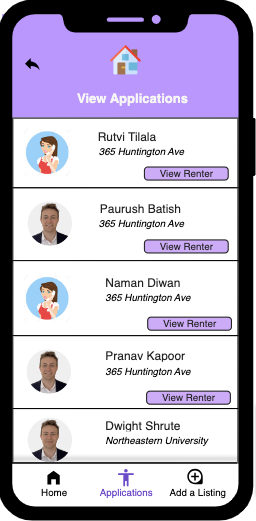 View Applications
Rutvi Tilala
365 Huntington Ave
View Renter
Paurush Batish
365 Huntington Ave
View Renter
Naman Diwan
365 Huntington Ave
View Renter
Pranav Kapoor
365 Huntington Ave
View Renter
Dwight Shrute
Northeastern University
Home
Applications
Add a Listing